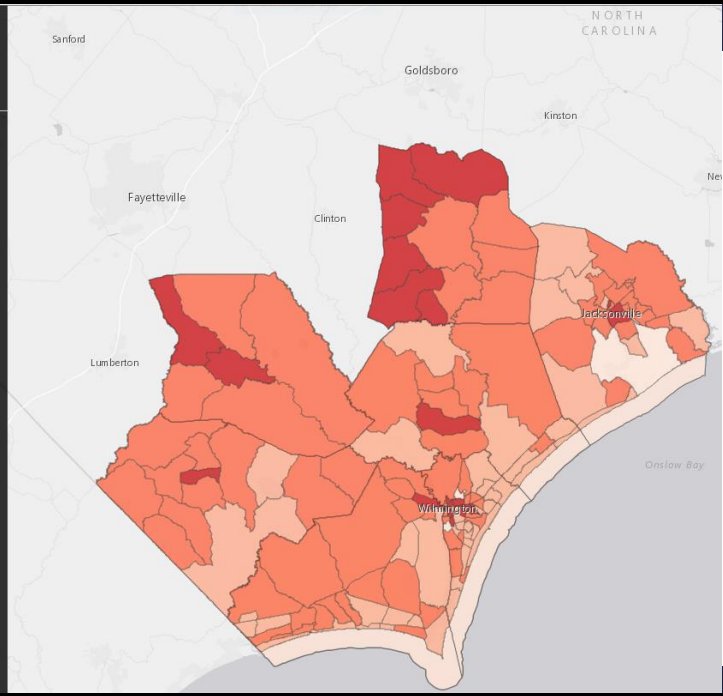 NORTH
CAROLINA
Sanford
Goldsboro
Kinston
Fayetteville
Clinton
Jacksonville
Lumberton
Onslow Bay
Wilmington